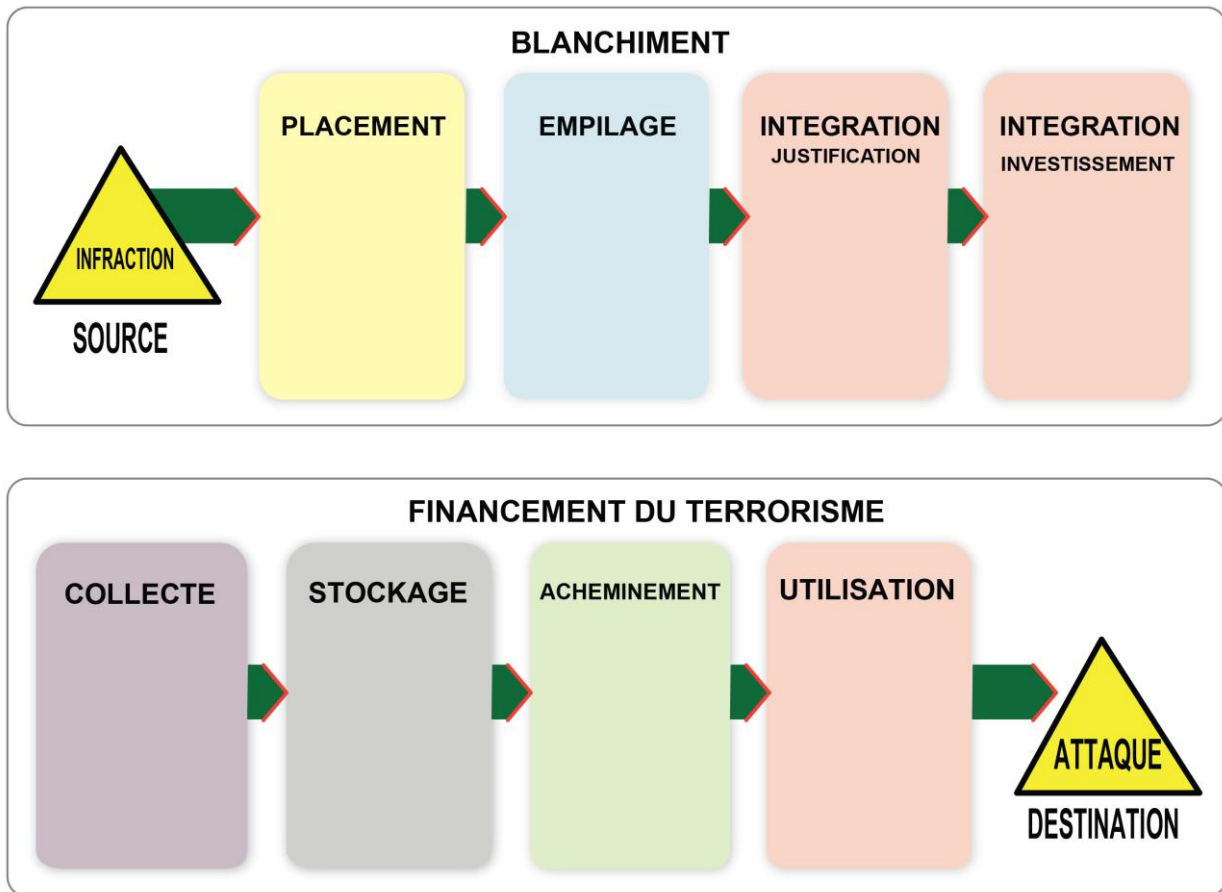 BLANCHIMENT
PLACEMENT
EMPILAGE
INTEGRATION
JUSTIFICATION
INTEGRATION
INVESTISSEMENT
INFRACTION
SOURCE
FINANCEMENT DU TERRORISME
COLLECTE
STOCKAGE
ACHEMINEMENT
UTILISATION
ATTAQUE
DESTINATION